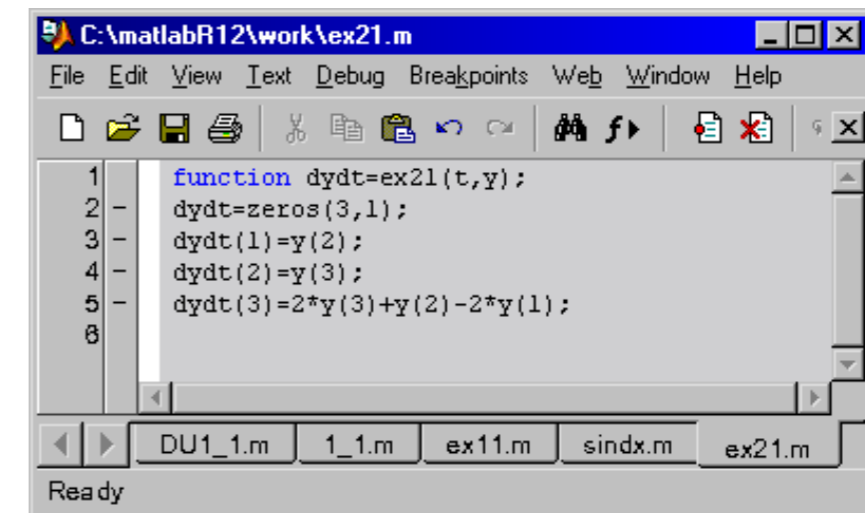 C:\matlabR12\work\ex21.m
File Edit View Text Debug Breakpoints Web Window Help
1 function dydt=ex21(t,y);
2 - dydt=zeros(3,1);
3 - dydt(1)=y(2);
4 - dydt(2)=y(3);
5 - dydt(3)=2*y(3)+y(2)-2*y(1);
6
DU1_1.m 1_1.m ex11.m sindx.m ex21.m
Ready